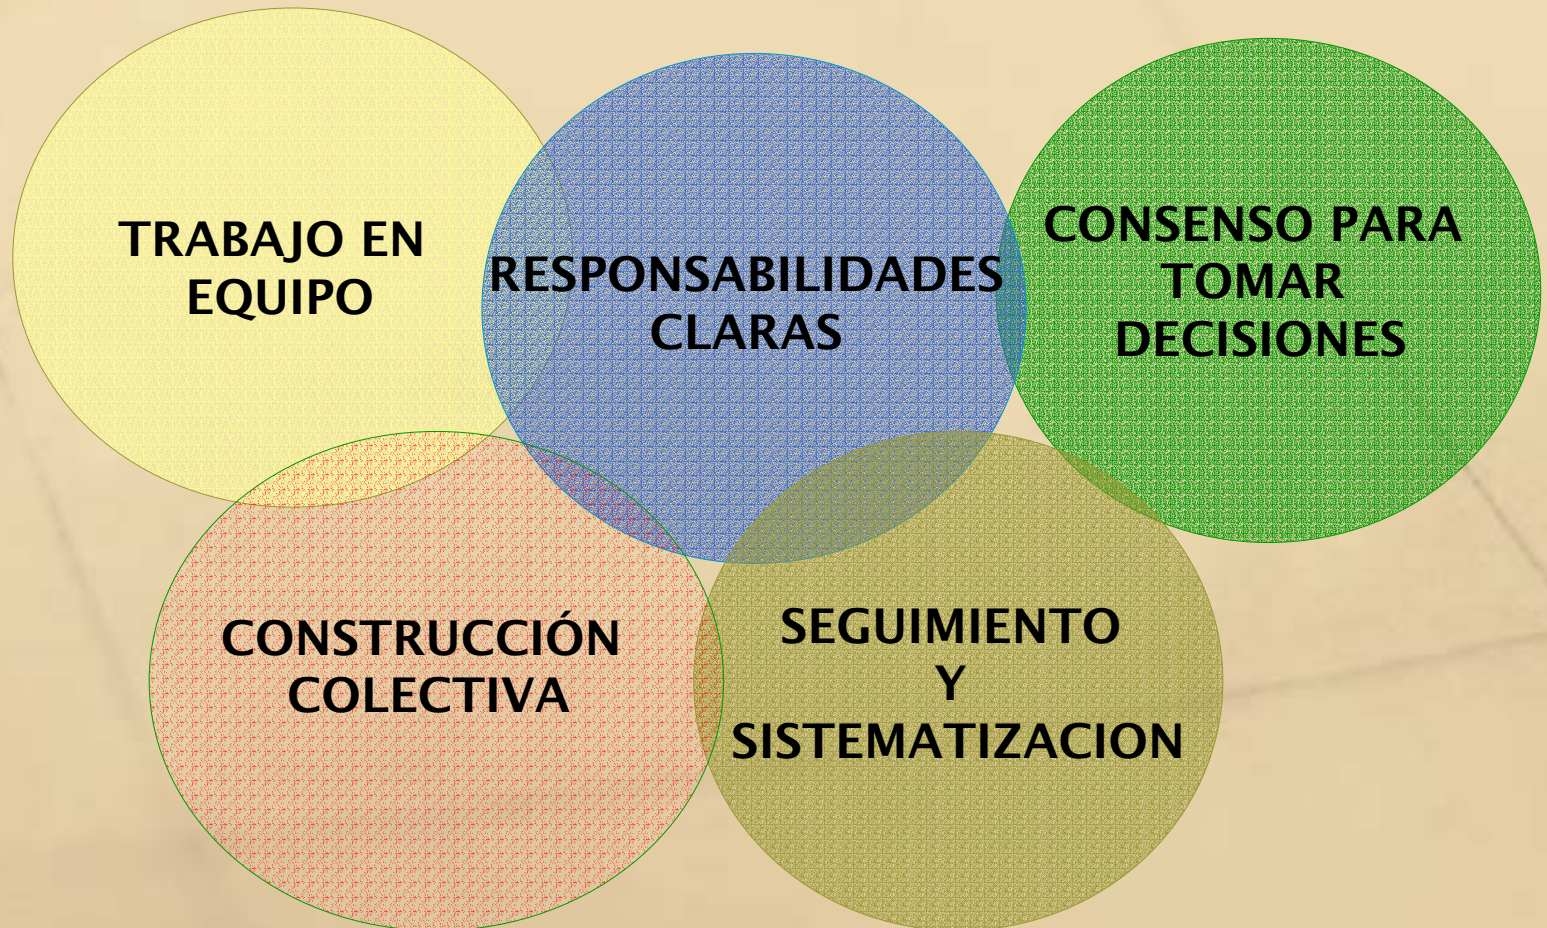 TRABAJO EN
EQUIPO
RESPONSABILIDADES
CLARAS
CONSENSO PARA
TOMAR
DECISIONES
CONSTRUCCIÓN
COLECTIVA
SEGUIMIENTO
Y
SISTEMATIZACION